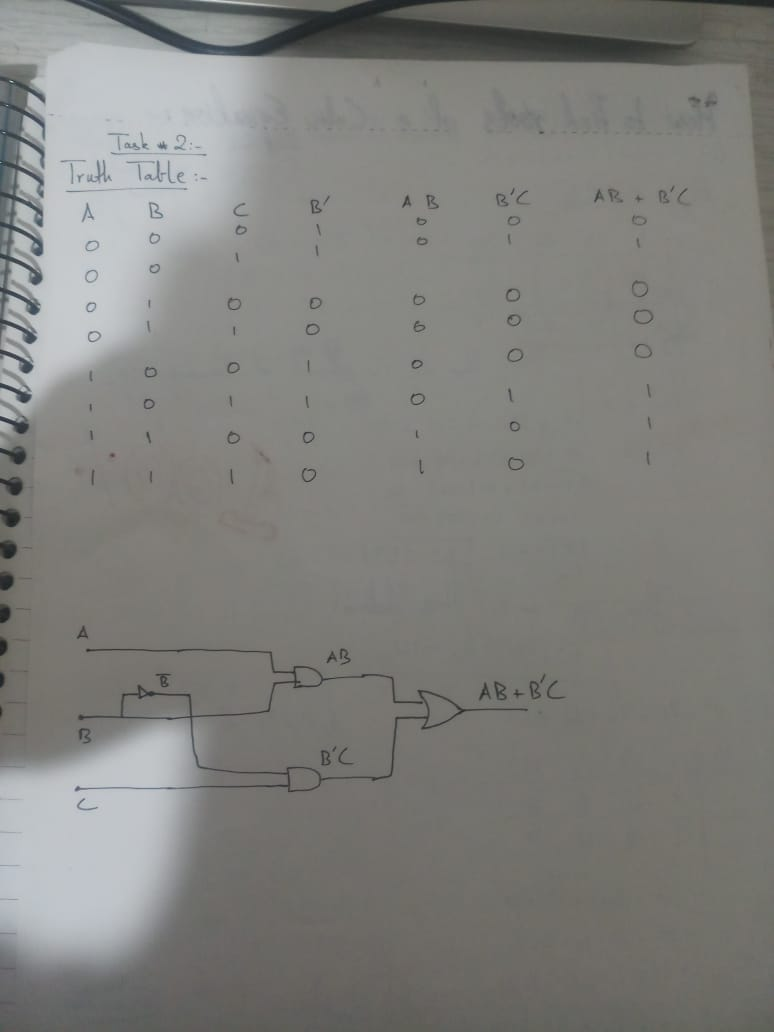 Task # 2:-
Truth Table :-
A B C B' A B B'C AB + B'C
0 0 0 1 0 0 0
0 0 1 1 0 1 1
0 1 0 0 0 0 0
0 1 1 0 0 0 0
1 0 0 1 0 0 0
1 0 1 1 0 1 1
1 1 0 0 1 0 1
1 1 1 0 1 0 1
A
AB
B̅
AB + B'C
B
B'C
C